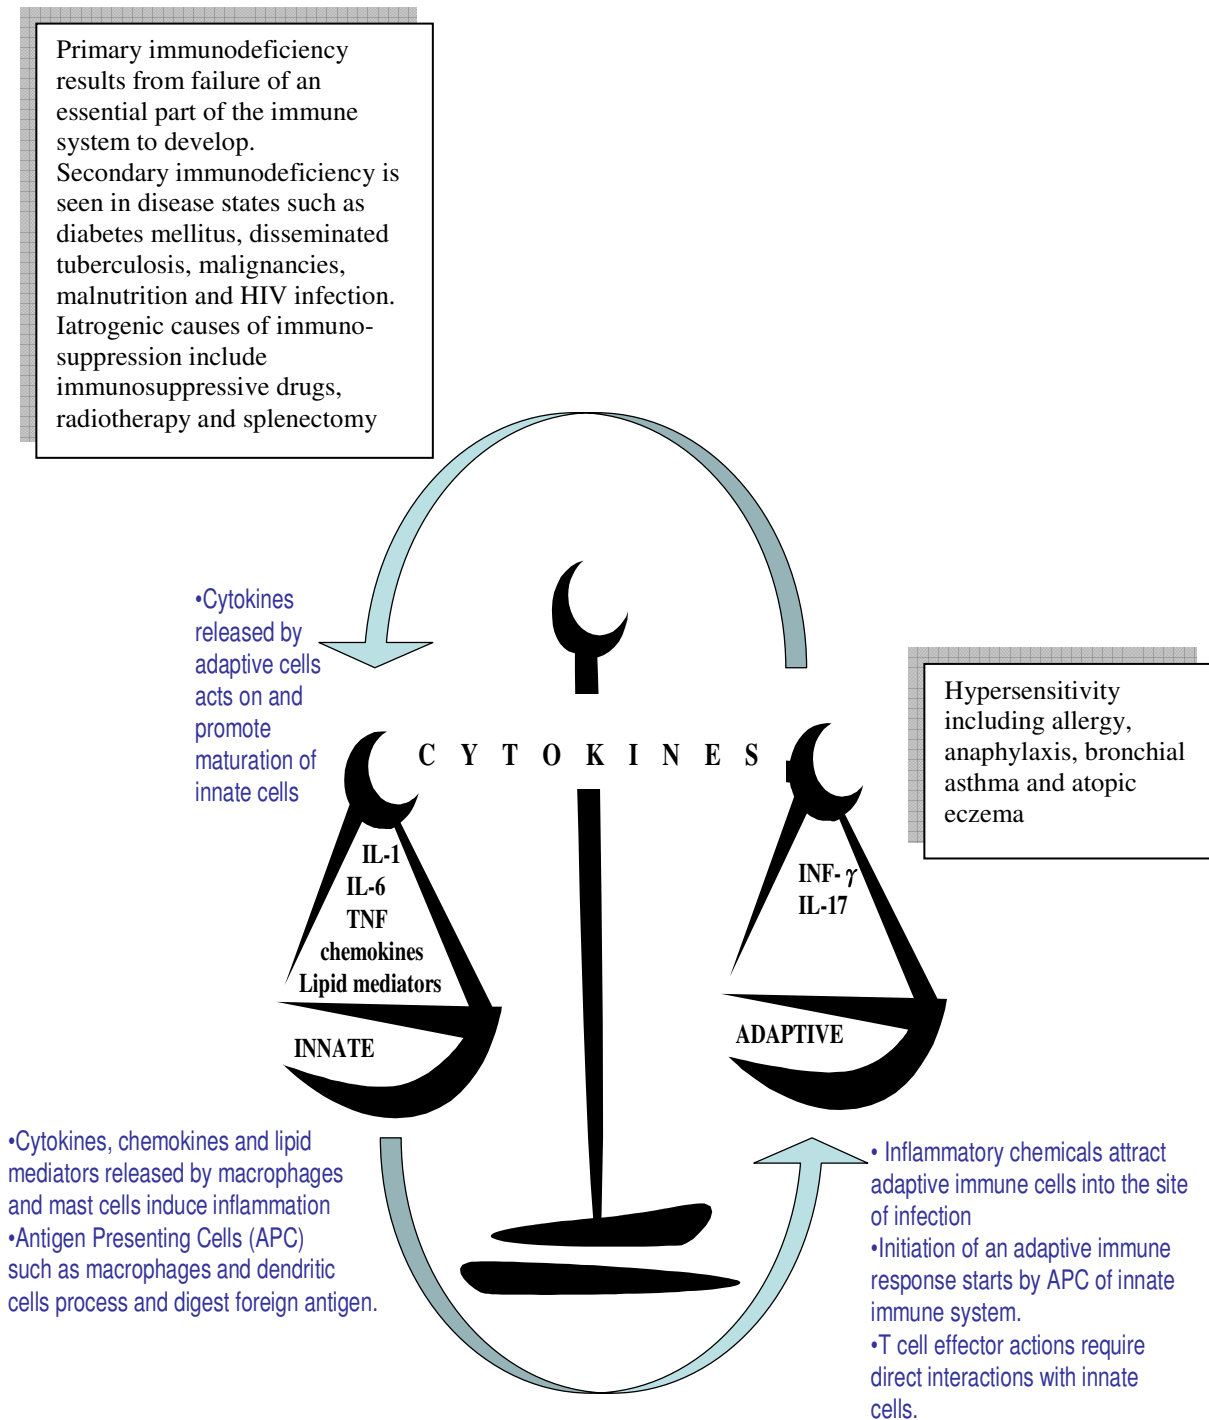 Primary immunodeficiency
results from failure of an
essential part of the immune
system to develop.
Secondary immunodeficiency is
seen in disease states such as
diabetes mellitus, disseminated
tuberculosis, malignancies,
malnutrition and HIV infection.
Iatrogenic causes of immuno-
suppression include
immunosuppressive drugs,
radiotherapy and splenectomy
•Cytokines
released by
adaptive cells
acts on and
promote
maturation of
innate cells
Hypersensitivity
including allergy,
anaphylaxis, bronchial
asthma and atopic
eczema
C Y T O K I N E S
IL-1
IL-6
TNF
chemokines
Lipid mediators
INNATE
INF- γ
IL-17
ADAPTIVE
•Cytokines, chemokines and lipid
mediators released by macrophages
and mast cells induce inflammation
•Antigen Presenting Cells (APC)
such as macrophages and dendritic
cells process and digest foreign antigen.
• Inflammatory chemicals attract
adaptive immune cells into the site
of infection
•Initiation of an adaptive immune
response starts by APC of innate
immune system.
•T cell effector actions require
direct interactions with innate
cells.